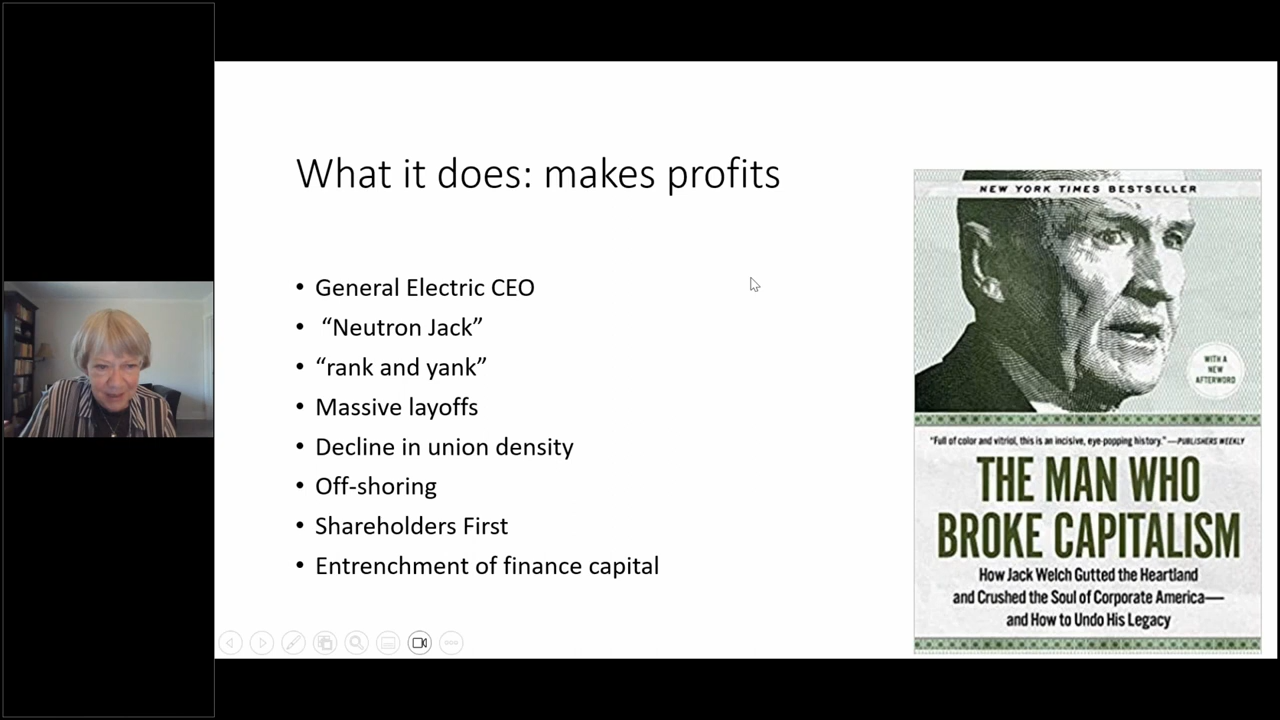 What it does: makes profits
• General Electric CEO
• “Neutron Jack”
• “rank and yank”
• Massive layoffs
• Decline in union density
• Off-shoring
• Shareholders First
• Entrenchment of finance capital
NEW YORK TIMES BESTSELLER
WITH A
NEW
AFTERWORD
“Full of color and vitriol, this is an incisive, eye-popping history.” —PUBLISHERS WEEKLY
THE MAN WHO
BROKE CAPITALISM
How Jack Welch Gutted the Heartland
and Crushed the Soul of Corporate America—
and How to Undo His Legacy